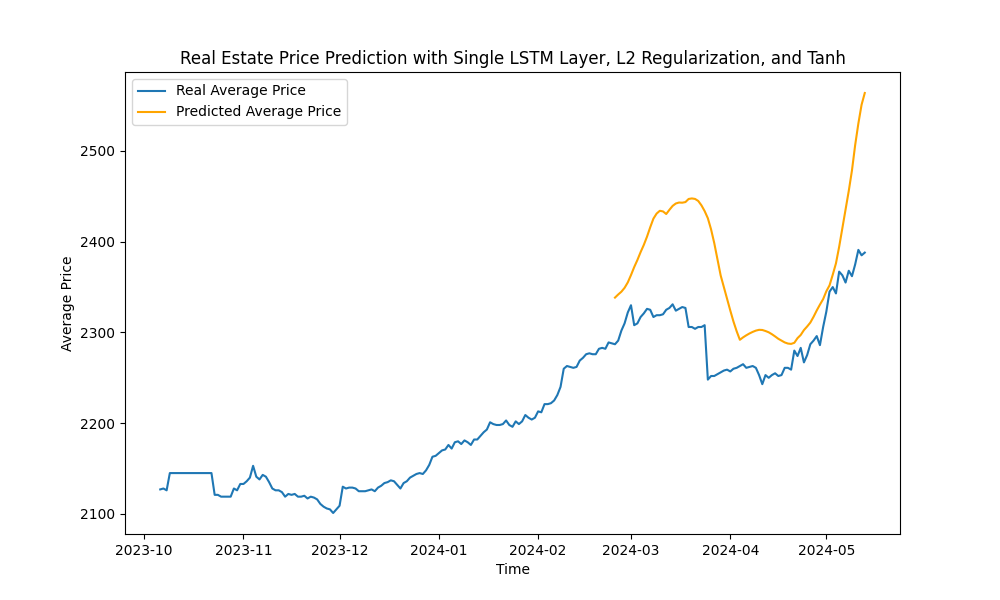 Real Estate Price Prediction with Single LSTM Layer, L2 Regularization, and Tanh
Real Average Price
Predicted Average Price
2500
2400
2300
2200
2100
Average Price
2023-10 2023-11 2023-12 2024-01 2024-02 2024-03 2024-04 2024-05
Time